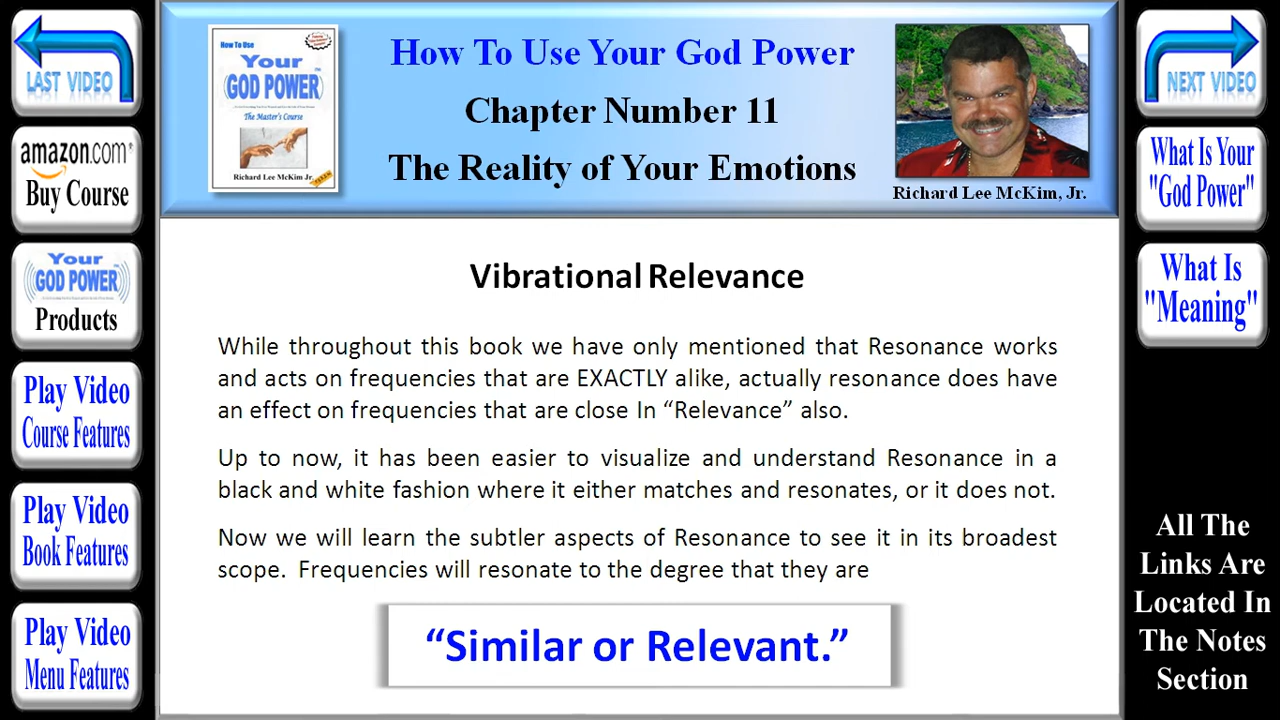 LAST VIDEO
amazon.com
Buy Course
Your
GOD POWER
Products
Play Video
Course Features
Play Video
Book Features
Play Video
Menu Features
How To Use
Your
GOD POWER
The Master's Course
Richard Lee McKim Jr.
How To Use Your God Power
Chapter Number 11
The Reality of Your Emotions
Richard Lee McKim, Jr.
Vibrational Relevance
While throughout this book we have only mentioned that Resonance works
and acts on frequencies that are EXACTLY alike, actually resonance does have
an effect on frequencies that are close In “Relevance” also.
Up to now, it has been easier to visualize and understand Resonance in a
black and white fashion where it either matches and resonates, or it does not.
Now we will learn the subtler aspects of Resonance to see it in its broadest
scope. Frequencies will resonate to the degree that they are
“Similar or Relevant.”
NEXT VIDEO
What Is Your
"God Power"
What Is
"Meaning"
All The
Links Are
Located In
The Notes
Section